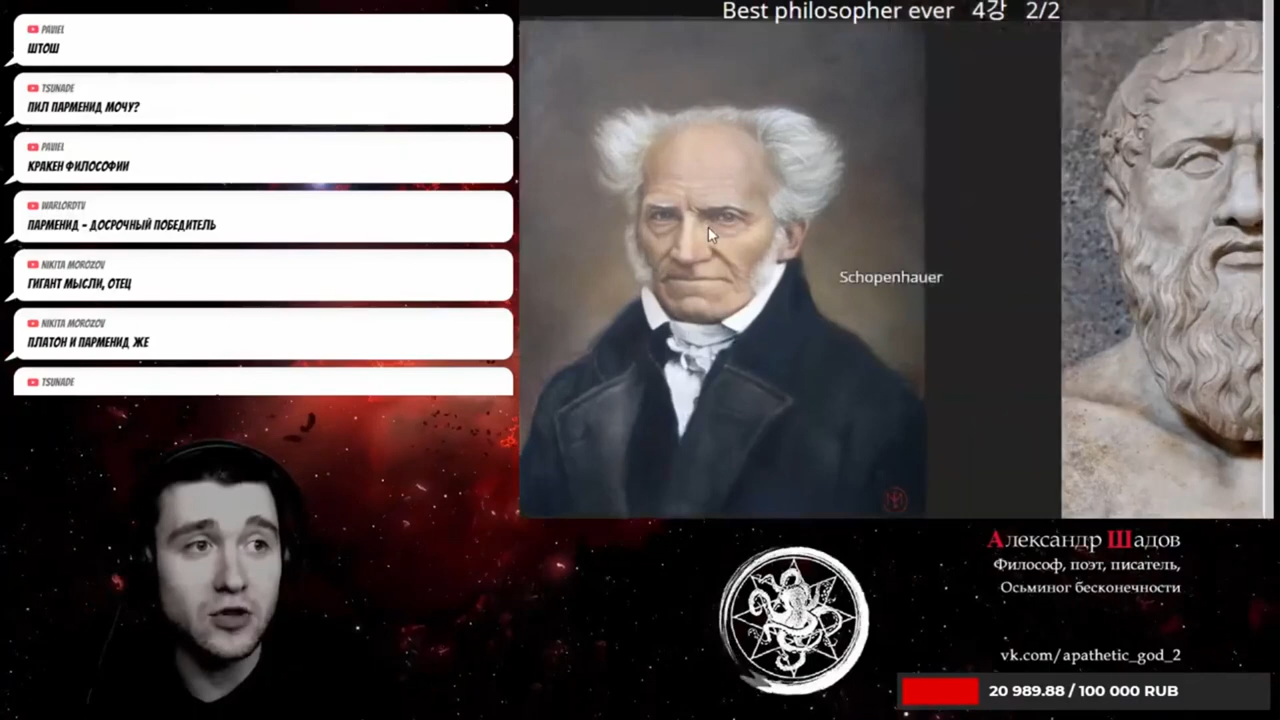 PAVIEL
ШТОШ
TSUNADE
ПИЛ ПАРМЕНИД МОЧУ?
PAVIEL
КРАКЕН ФИЛОСОФИИ
WARLORDTV
ПАРМЕНИД - ДОСРОЧНЫЙ ПОБЕДИТЕЛЬ
NIKITA MOROZOV
ГИГАНТ МЫСЛИ, ОТЕЦ
NIKITA MOROZOV
ПЛАТОН И ПАРМЕНИД ЖЕ
TSUNADE
Best philosopher ever 4강 2/2
Schopenhauer
Александр Шадов
Философ, поэт, писатель,
Осьминог бесконечности
vk.com/apathetic_god_2
20 989.88 / 100 000 RUB